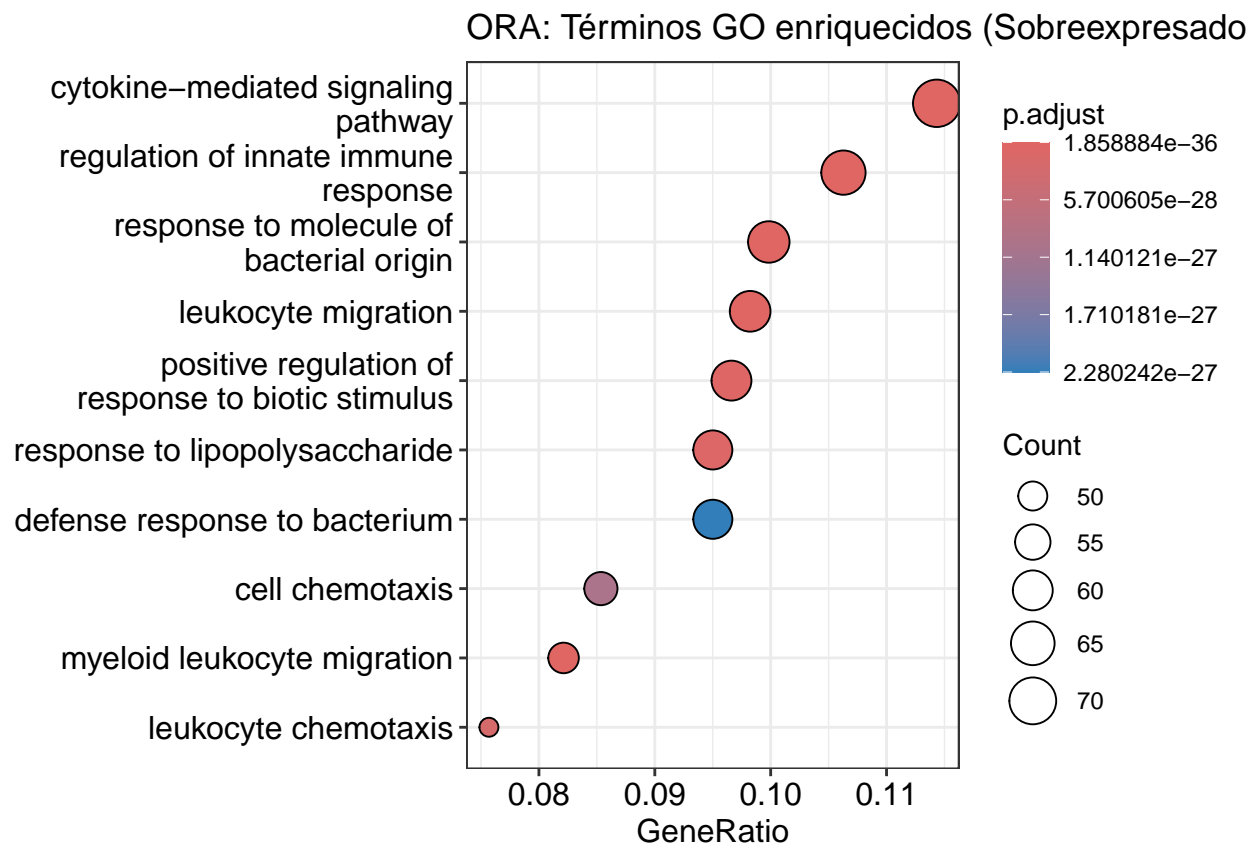 ORA: Términos GO enriquecidos (Sobreexpresado
cytokine−mediated signaling
pathway
regulation of innate immune
response
response to molecule of
bacterial origin
leukocyte migration
positive regulation of
response to biotic stimulus
response to lipopolysaccharide
defense response to bacterium
cell chemotaxis
myeloid leukocyte migration
leukocyte chemotaxis
0.08 0.09 0.10 0.11
GeneRatio
p.adjust
1.858884e−36
5.700605e−28
1.140121e−27
1.710181e−27
2.280242e−27
Count
50
55
60
65
70